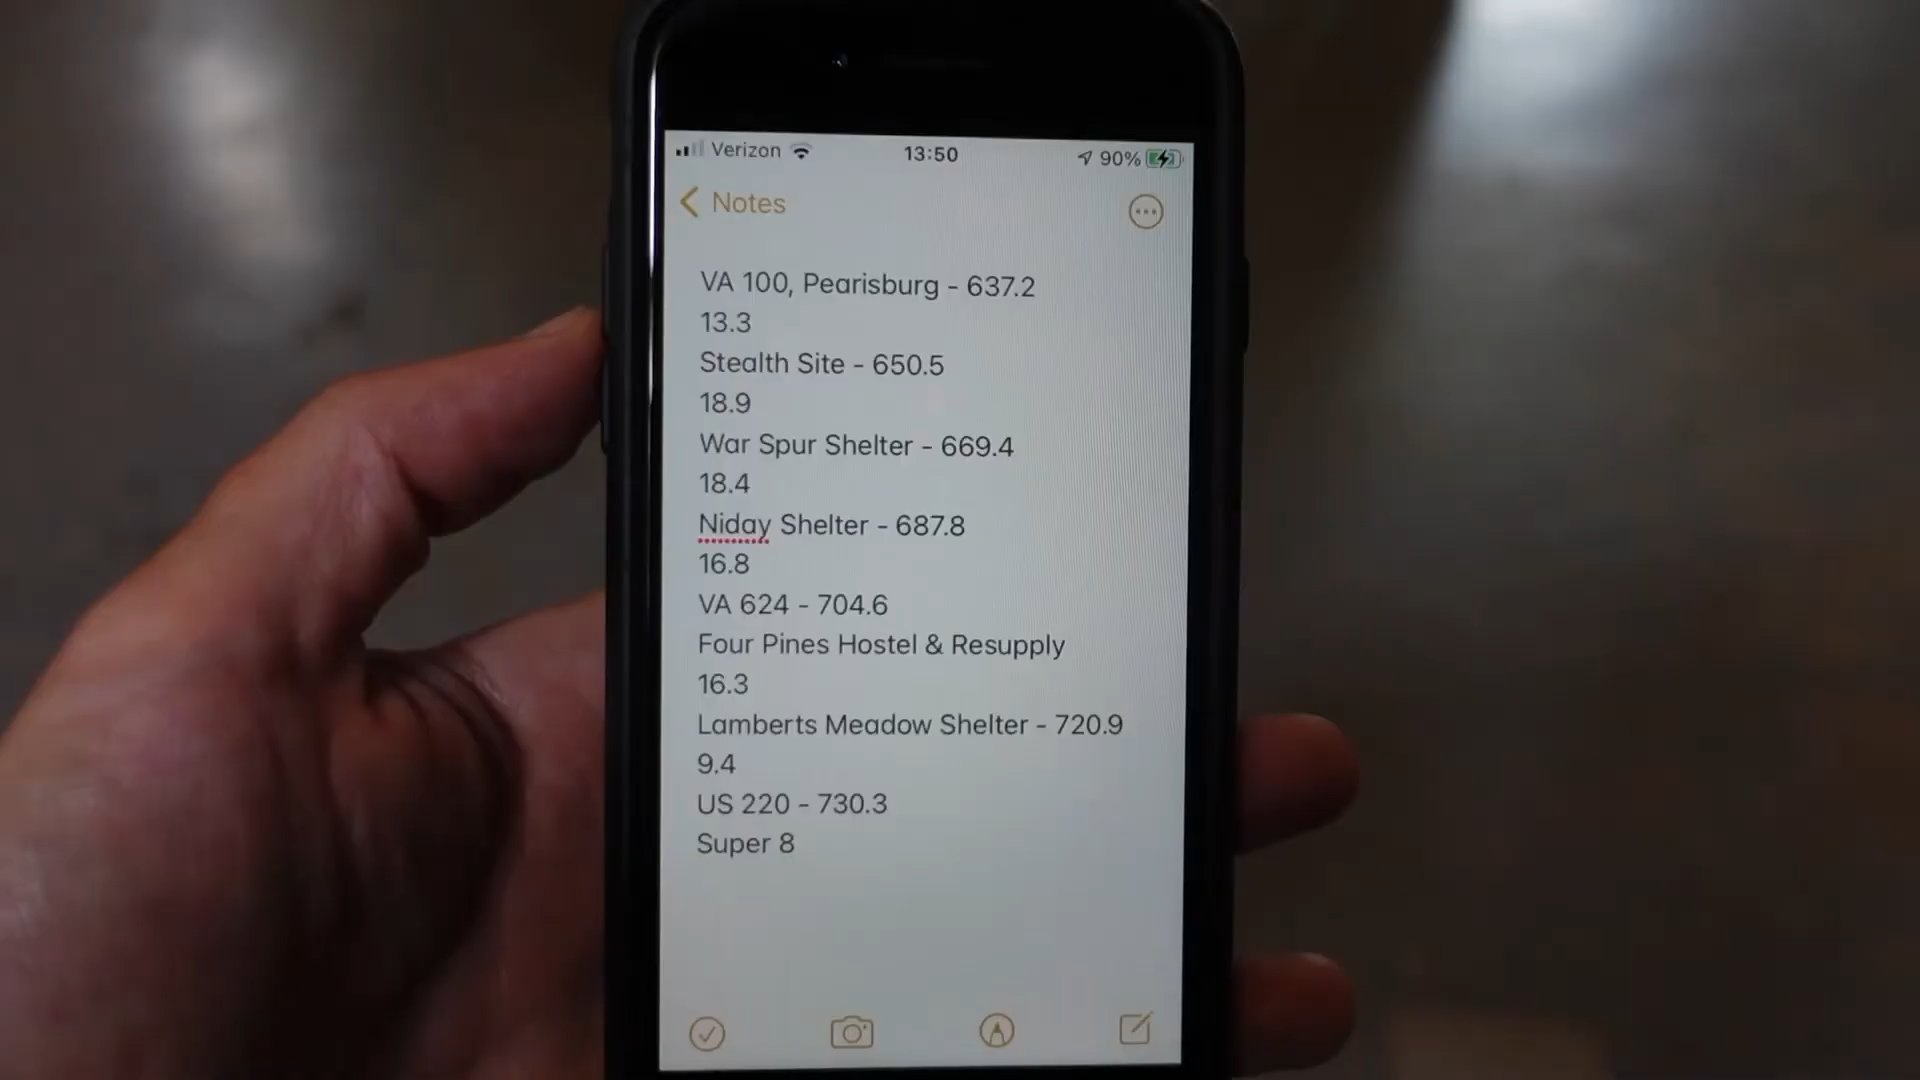 Verizon 13:50 90%
Notes
VA 100, Pearisburg - 637.2
13.3
Stealth Site - 650.5
18.9
War Spur Shelter - 669.4
18.4
Niday Shelter - 687.8
16.8
VA 624 - 704.6
Four Pines Hostel & Resupply
16.3
Lamberts Meadow Shelter - 720.9
9.4
US 220 - 730.3
Super 8